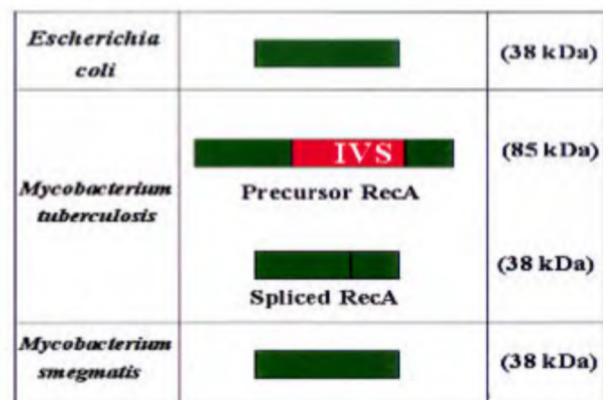 Escherichia
coli
(38 kDa)
Mycobacterium
tuberculosis
IVS
(85 kDa)
Precursor RecA
(38 kDa)
Spliced RecA
Mycobacterium
smegmatis
(38 kDa)